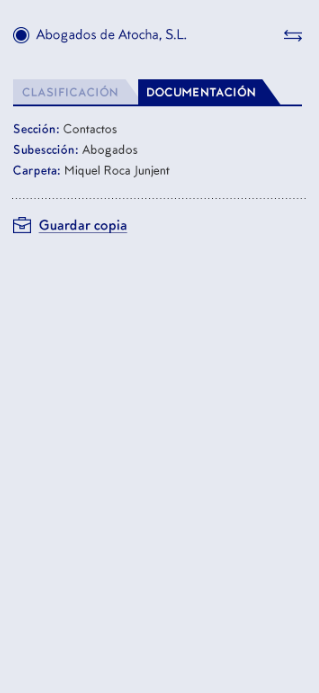 Abogados de Atocha, S.L.
CLASIFICACIÓN DOCUMENTACIÓN
Sección: Contactos
Subescción: Abogados
Carpeta: Miquel Roca Junjent
Guardar copia